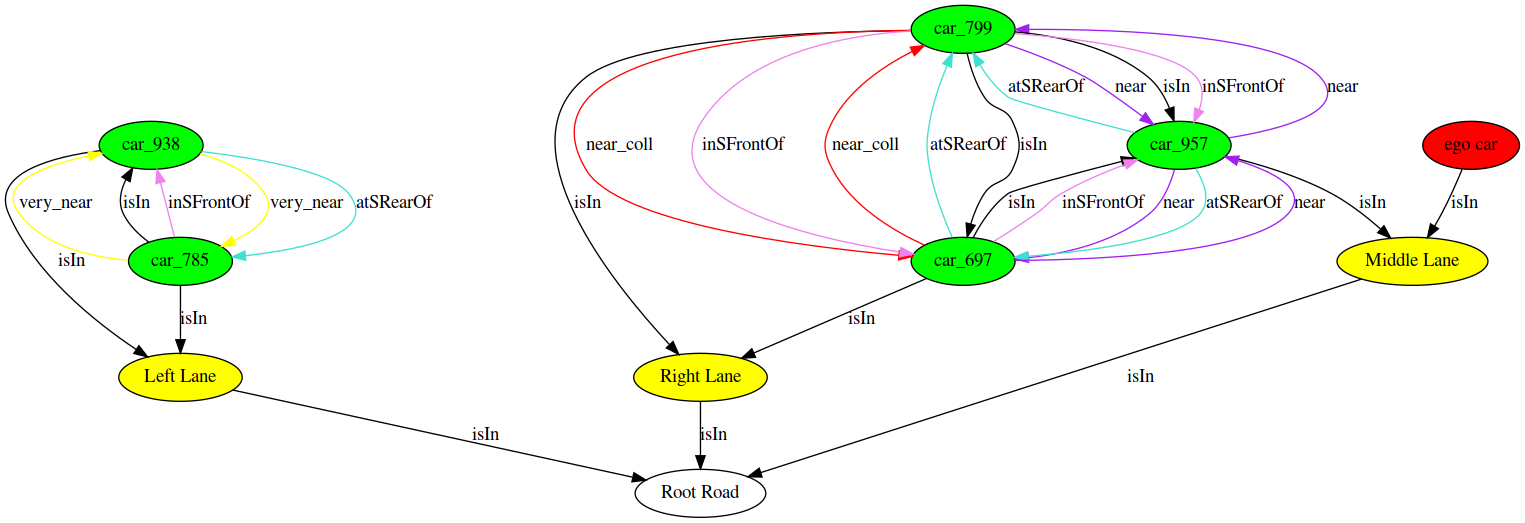 car_799
atSRearOf near isIn inSFrontOf near
car_938 near_coll inSFrontOf near_coll atSRearOf isIn car_957 ego car
very_near isIn inSFrontOf very_near atSRearOf isIn isIn inSFrontOf near atSRearOf near isIn isIn
isIn car_785 car_697 Middle Lane
isIn isIn
Left Lane Right Lane isIn
isIn isIn
Root Road